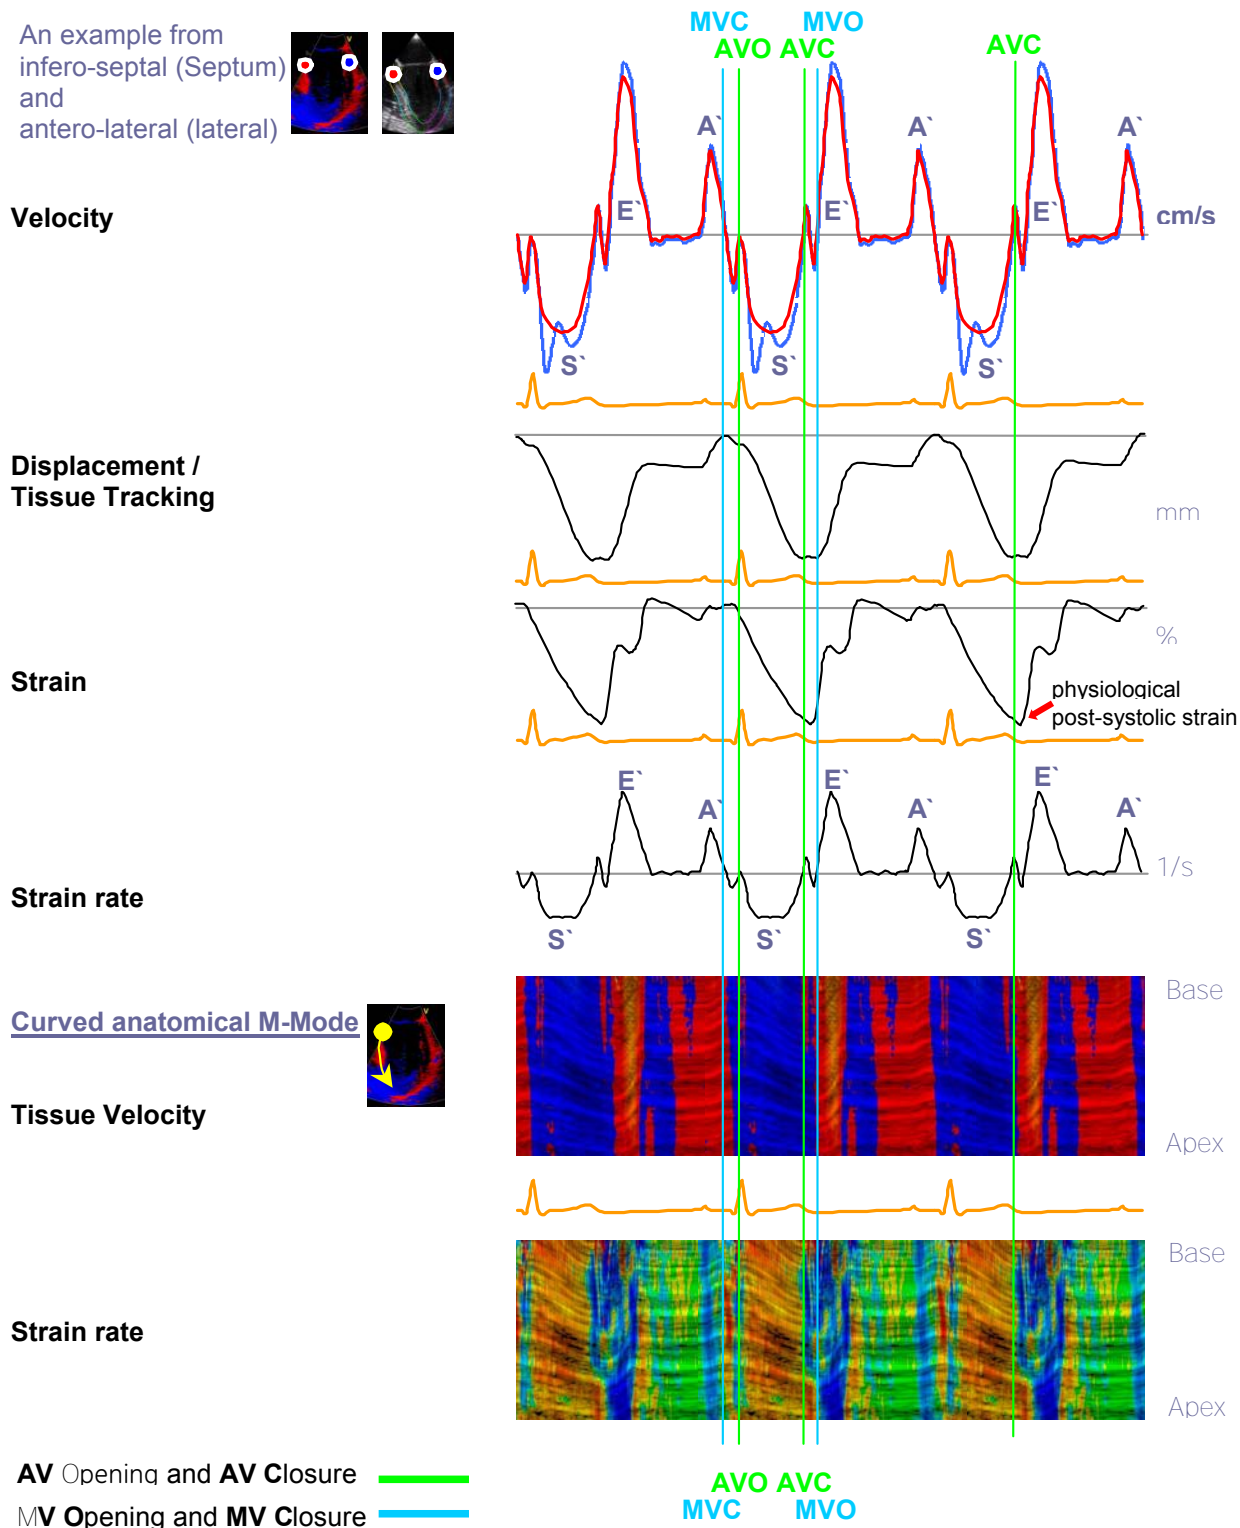 An example from
infero-septal (Septum)
and
antero-lateral (lateral)
MVC MVO
AVO AVC AVC
A` A` A`
E` E` E`
Velocity
cm/s
S` S` S`
Displacement /
Tissue Tracking
mm
%
Strain
physiological
post-systolic strain
E` E` E`
A` A` A`
1/s
Strain rate
S` S` S`
Base
Curved anatomical M-Mode
Tissue Velocity
Apex
Base
Strain rate
Apex
AV Opening and AV Closure
AVO AVC
MV Opening and MV Closure
MVC MVO